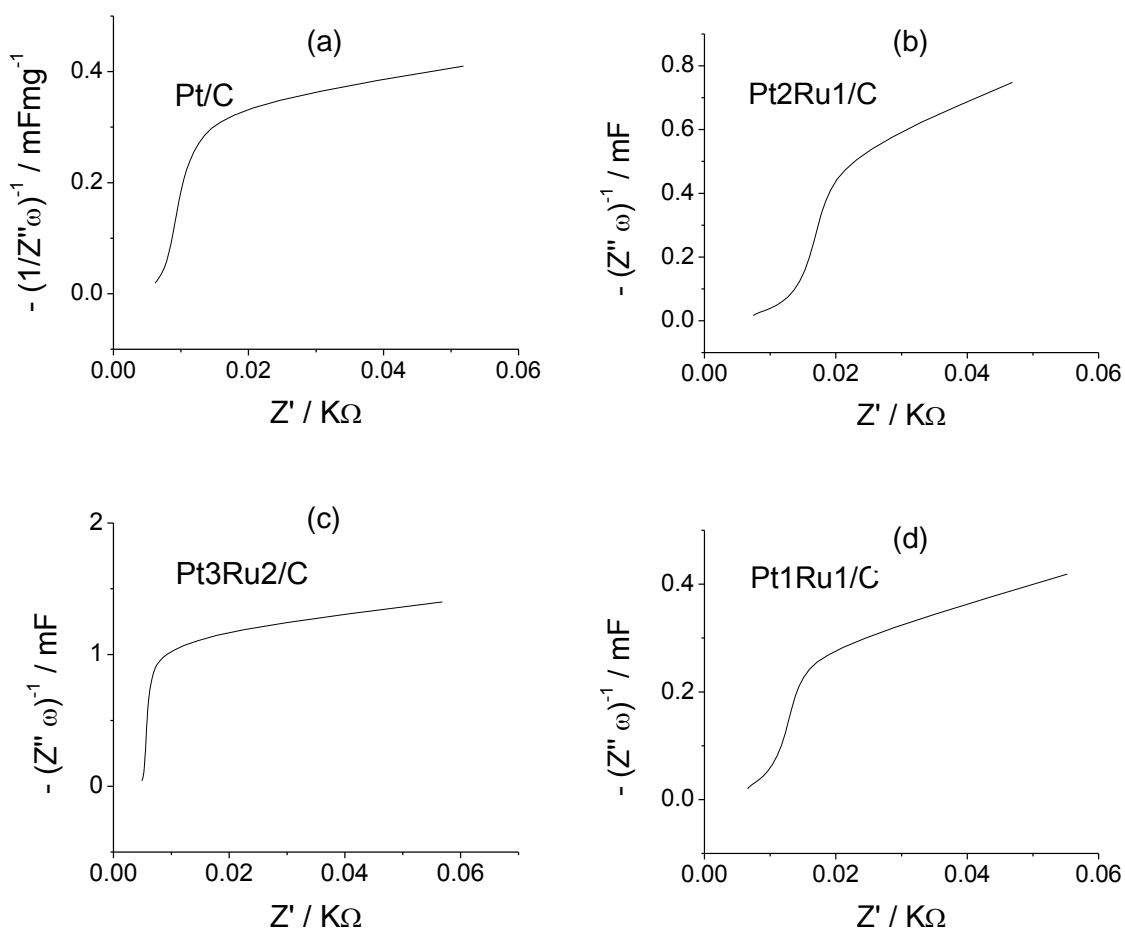 (a)
Pt/C
- (1/Z''ω)⁻¹ / mFmg⁻¹
0.4
0.2
0.0
0.00 0.02 0.04 0.06
Z' / KΩ
(b)
Pt2Ru1/C
- (Z'' ω)⁻¹ / mF
0.8
0.6
0.4
0.2
0.0
0.00 0.02 0.04 0.06
Z' / KΩ
(c)
Pt3Ru2/C
- (Z'' ω)⁻¹ / mF
2
1
0
0.00 0.02 0.04 0.06
Z' / KΩ
(d)
Pt1Ru1/C
- (Z'' ω)⁻¹ / mF
0.4
0.2
0.0
0.00 0.02 0.04 0.06
Z' / KΩ